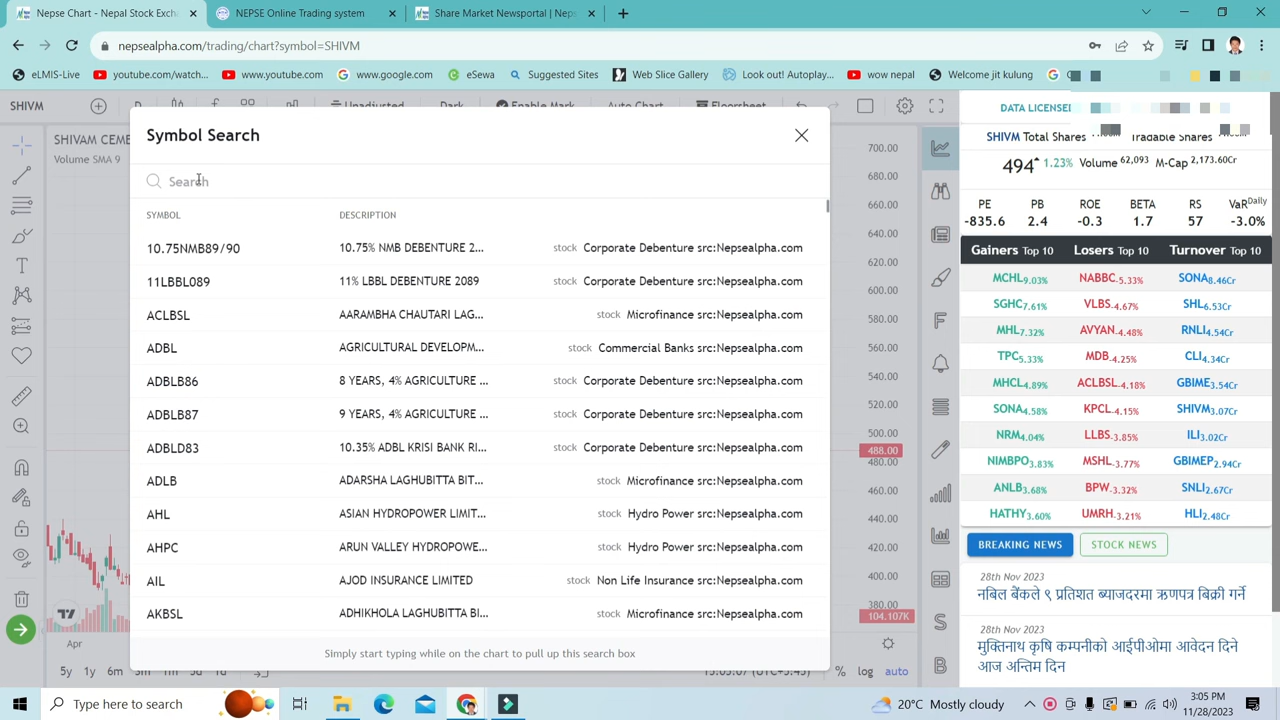 Nepse Chart | Stock Exc
NEPSE Online Trading system
Share Market Newsportal | Neps
nepsealpha.com/trading/chart?symbol=SHIVM
eLMIS-Live
youtube.com/watch...
www.youtube.com
www.google.com
eSewa
Suggested Sites
Web Slice Gallery
Look out! Autoplay...
wow nepal
Welcome jit kulung
SHIVM
D
Unadjusted
Dark
Enable Mark
Auto Chart
Floorsheet
SHIVAM CEME
Volume SMA 9
Symbol Search
Search
SYMBOL DESCRIPTION
10.75NMB89/90 10.75% NMB DEBENTURE 2... stock Corporate Debenture src:Nepsealpha.com
11LBBL089 11% LBBL DEBENTURE 2089 stock Corporate Debenture src:Nepsealpha.com
ACLBSL AARAMBHA CHAUTARI LAG... stock Microfinance src:Nepsealpha.com
ADBL AGRICULTURAL DEVELOPM... stock Commercial Banks src:Nepsealpha.com
ADBLB86 8 YEARS, 4% AGRICULTURE ... stock Corporate Debenture src:Nepsealpha.com
ADBLB87 9 YEARS, 4% AGRICULTURE ... stock Corporate Debenture src:Nepsealpha.com
ADBLD83 10.35% ADBL KRISI BANK RI... stock Corporate Debenture src:Nepsealpha.com
ADLB ADARSHA LAGHUBITTA BIT... stock Microfinance src:Nepsealpha.com
AHL ASIAN HYDROPOWER LIMIT... stock Hydro Power src:Nepsealpha.com
AHPC ARUN VALLEY HYDROPOWE... stock Hydro Power src:Nepsealpha.com
AIL AJOD INSURANCE LIMITED stock Non Life Insurance src:Nepsealpha.com
AKBSL ADHIKHOLA LAGHUBITTA BI... stock Microfinance src:Nepsealpha.com
Simply start typing while on the chart to pull up this search box
700.00
680.00
660.00
640.00
620.00
600.00
580.00
560.00
540.00
520.00
500.00
488.00
480.00
460.00
440.00
420.00
400.00
380.00
104.107K
Apr
5y 1y 6m 3m 1m
15:05:07 (UTC+5:45)
% log auto
DATA LICENSE
SHIVM Total Shares Tradable Shares
494 1.23% Volume 62,093 M-Cap 2,173.60Cr
PE PB ROE BETA RS VaR Daily
-835.6 2.4 -0.3 1.7 57 -3.0%
Gainers Top 10 Losers Top 10 Turnover Top 10
MCHL 9.03% NABBC -5.33% SONA 8.46Cr
SGHC 7.61% VLBS -4.67% SHL 6.53Cr
MHL 7.32% AVYAN -4.48% RNLI 4.54Cr
TPC 5.33% MDB -4.25% CLI 4.34Cr
MHCL 4.89% ACLBSL -4.18% GBIME 3.54Cr
SONA 4.58% KPCL -4.15% SHIVM 3.07Cr
NRM 4.04% LLBS -3.85% ILI 3.02Cr
NIMBPO 3.83% MSHL -3.77% GBIMEP 2.94Cr
ANLB 3.68% BPW -3.32% SNLI 2.67Cr
HATHY 3.60% UMRH -3.21% HLI 2.48Cr
BREAKING NEWS STOCK NEWS
28th Nov 2023
नबिल बैंकले ९ प्रतिशत ब्याजदरमा ऋणपत्र बिक्री गर्ने
28th Nov 2023
मुक्तिनाथ कृषि कम्पनीको आईपीओमा आवेदन दिने
आज अन्तिम दिन
Type here to search
20°C Mostly cloudy
3:05 PM
11/28/2023